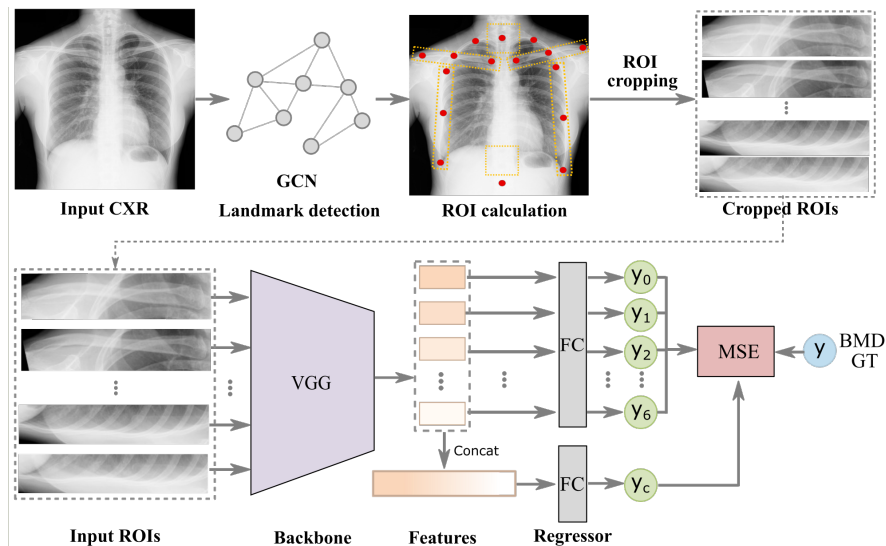 ROI
cropping
GCN
Input CXR
Landmark detection
ROI calculation
Cropped ROIs
VGG
FC
y0
y1
y2
y6
MSE
y
BMD
GT
Concat
FC
yc
Input ROIs
Backbone
Features
Regressor